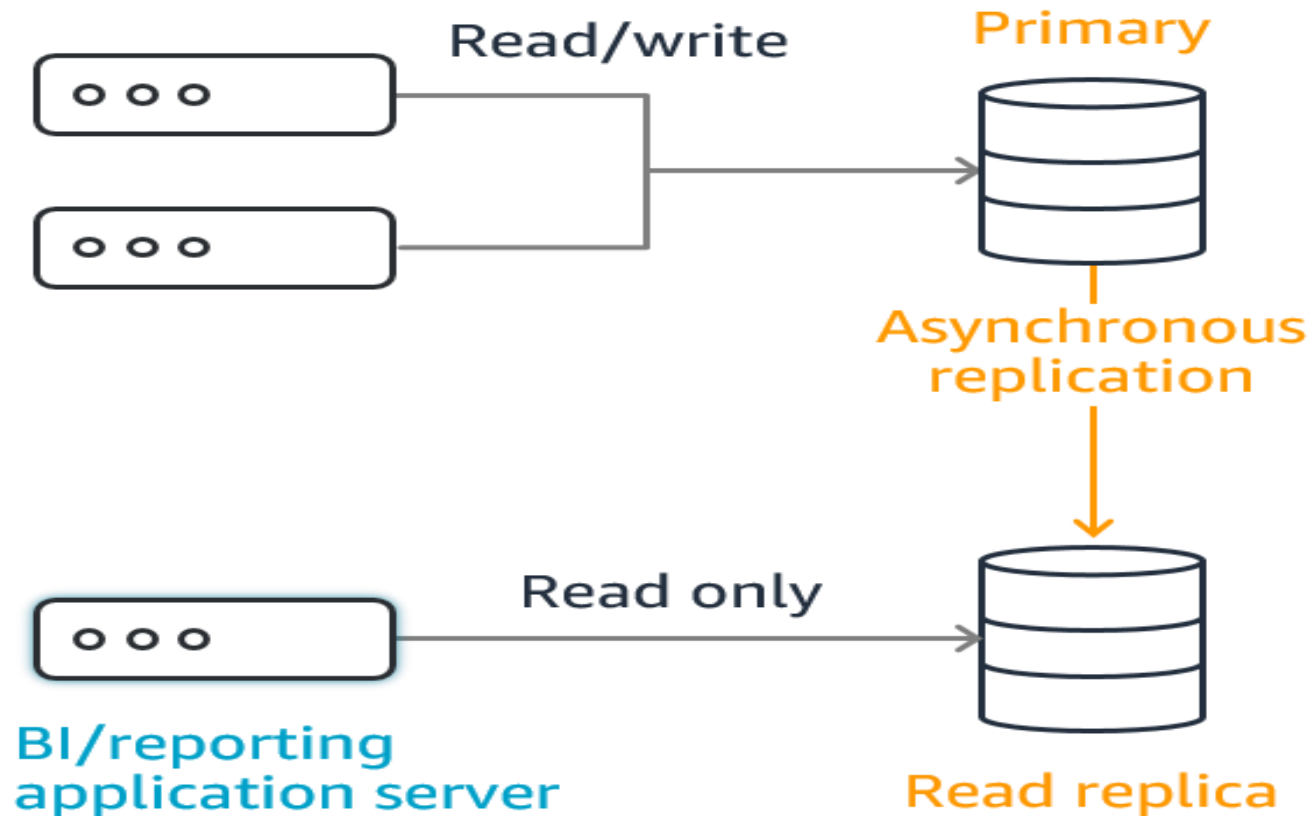 Read/write
Primary
Asynchronous
replication
Read only
BI/reporting
application server
Read replica